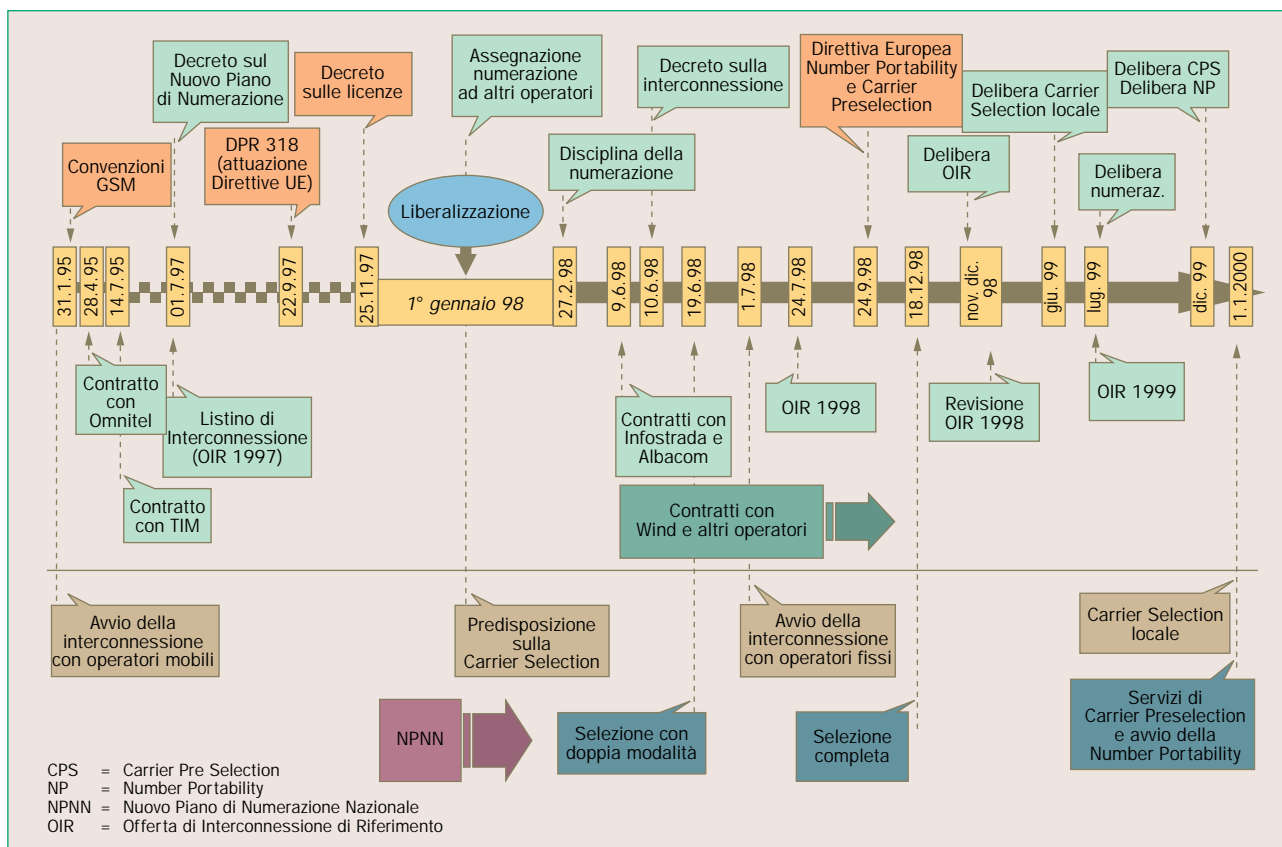 Decreto sul
Nuovo Piano
di Numerazione
Decreto
sulle licenze
Assegnazione
numerazione
ad altri operatori
Decreto sulla
interconnessione
Direttiva Europea
Number Portability
e Carrier
Preselection
Delibera Carrier
Selection locale
Delibera CPS
Delibera NP
Convenzioni
GSM
DPR 318
(attuazione
Direttive UE)
Liberalizzazione
Disciplina della
numerazione
Delibera
OIR
Delibera
numeraz.
31.1.95
28.4.95
14.7.95
01.7.97
22.9.97
25.11.97
1° gennaio 98
27.2.98
9.6.98
10.6.98
19.6.98
1.7.98
24.7.98
24.9.98
18.12.98
nov. dic.
98
giu. 99
lug. 99
dic. 99
1.1.2000
Contratto
con
Omnitel
Listino di
Interconnessione
(OIR 1997)
Contratto
con TIM
Contratti con
Infostrada e
Albacom
OIR 1998
Revisione
OIR 1998
OIR 1999
Contratti con
Wind e altri operatori
Avvio della
interconnessione
con operatori mobili
Predisposizione
sulla
Carrier Selection
Avvio della
interconnessione
con operatori fissi
Carrier Selection
locale
NPNN
Selezione con
doppia modalità
Selezione
completa
Servizi di
Carrier Preselection
e avvio della
Number Portability
CPS = Carrier Pre Selection
NP = Number Portability
NPNN = Nuovo Piano di Numerazione Nazionale
OIR = Offerta di Interconnessione di Riferimento